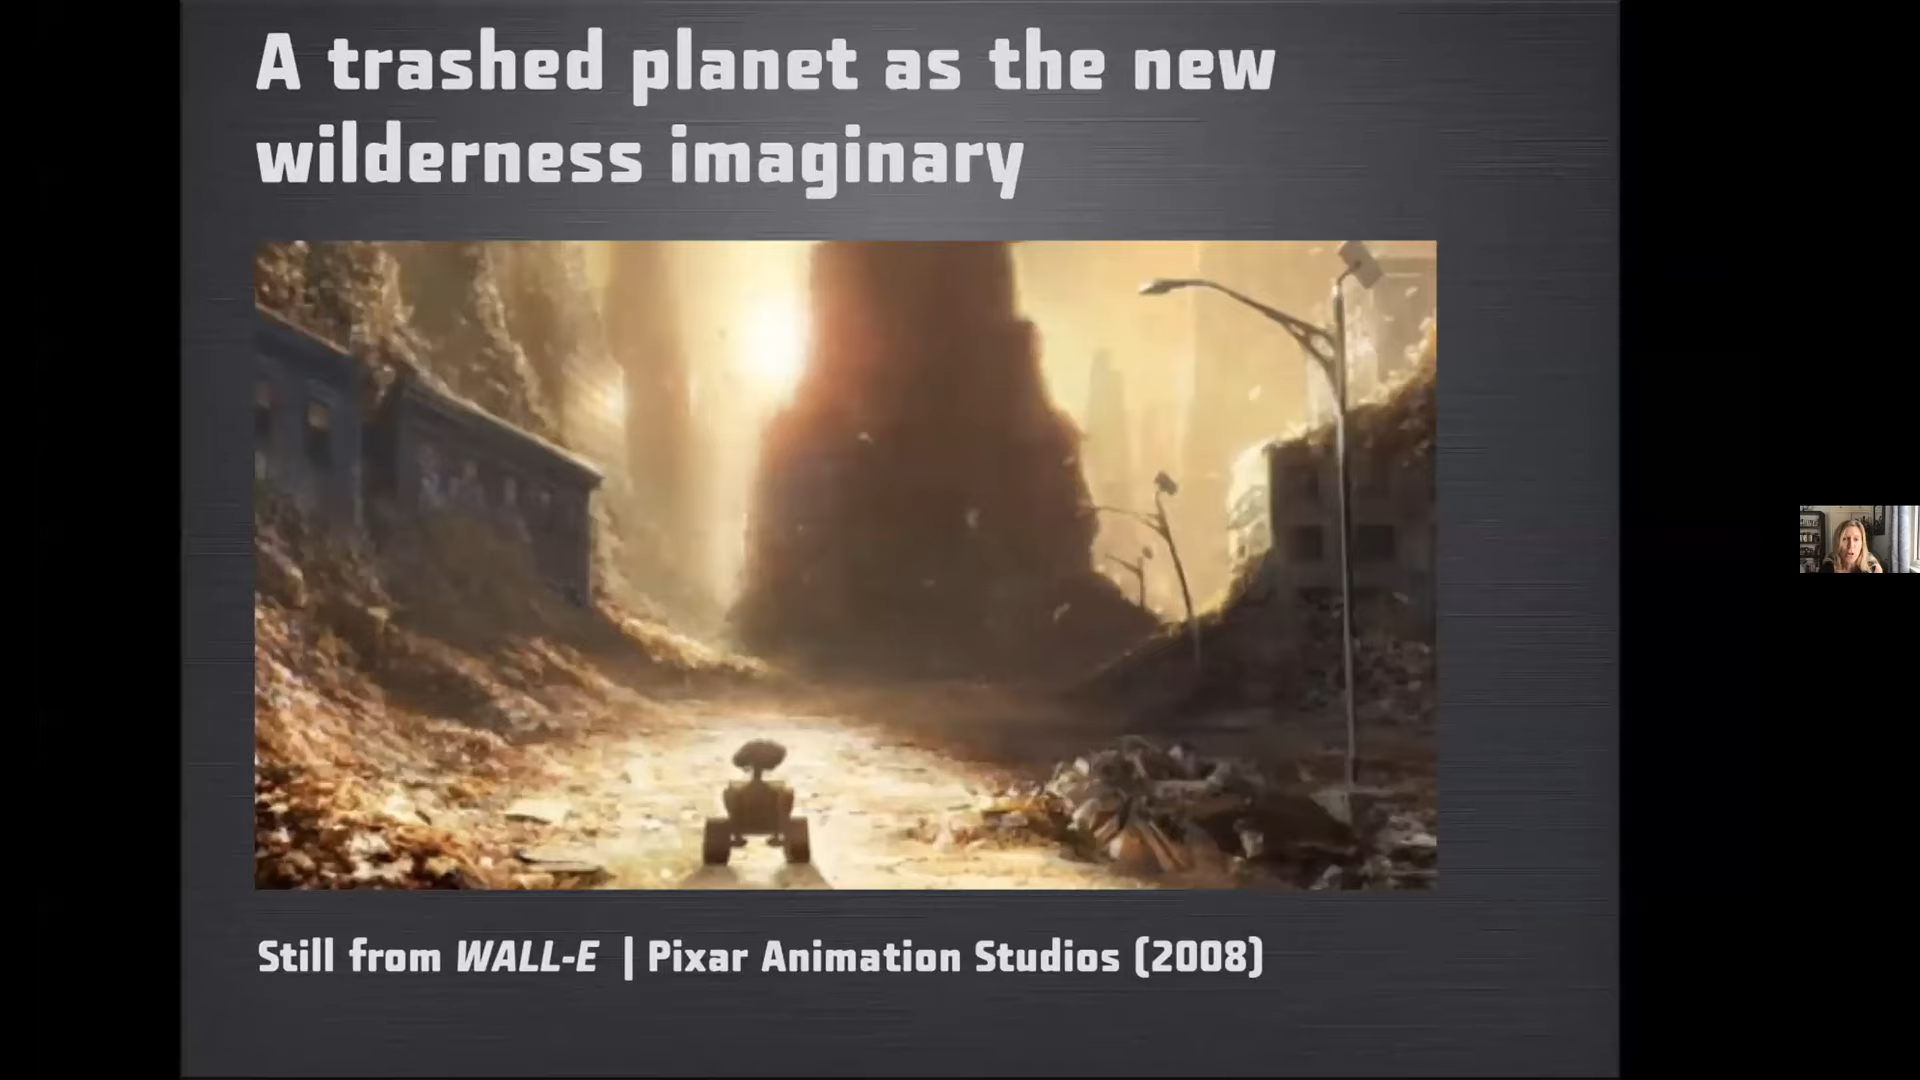 A trashed planet as the new
wilderness imaginary
Still from WALL-E | Pixar Animation Studios (2008)